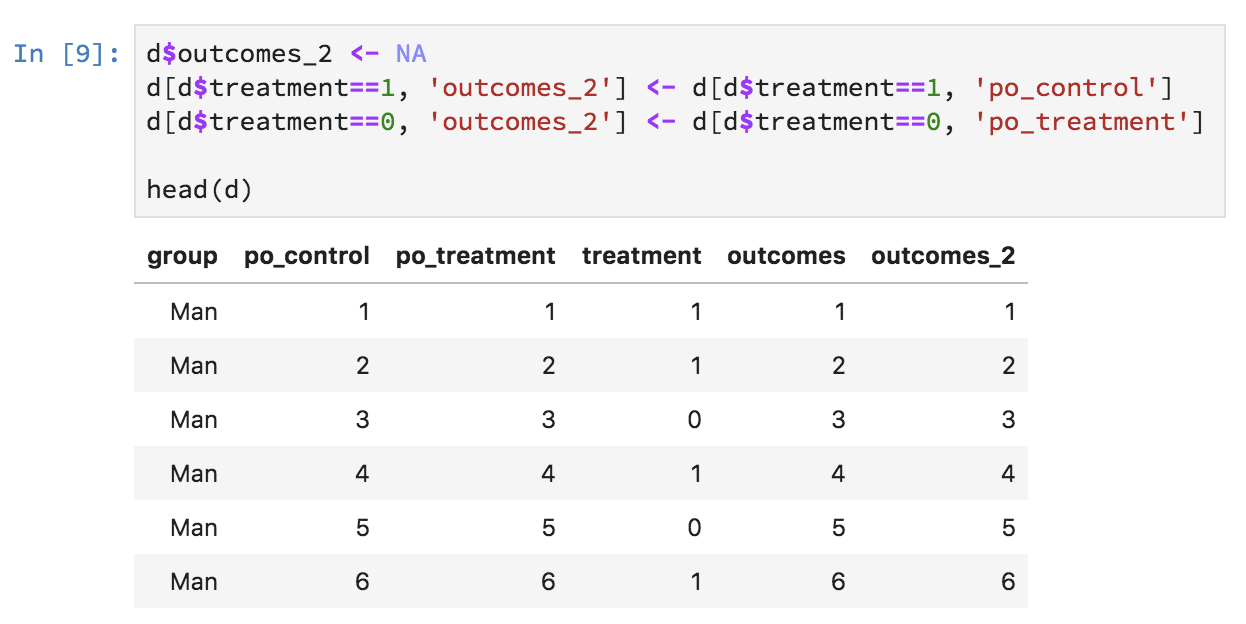 In [9]: d$outcomes_2 <- NA
d[d$treatment==1, 'outcomes_2'] <- d[d$treatment==1, 'po_control']
d[d$treatment==0, 'outcomes_2'] <- d[d$treatment==0, 'po_treatment']
head(d)
group po_control po_treatment treatment outcomes outcomes_2
Man 1 1 1 1 1
Man 2 2 1 2 2
Man 3 3 0 3 3
Man 4 4 1 4 4
Man 5 5 0 5 5
Man 6 6 1 6 6